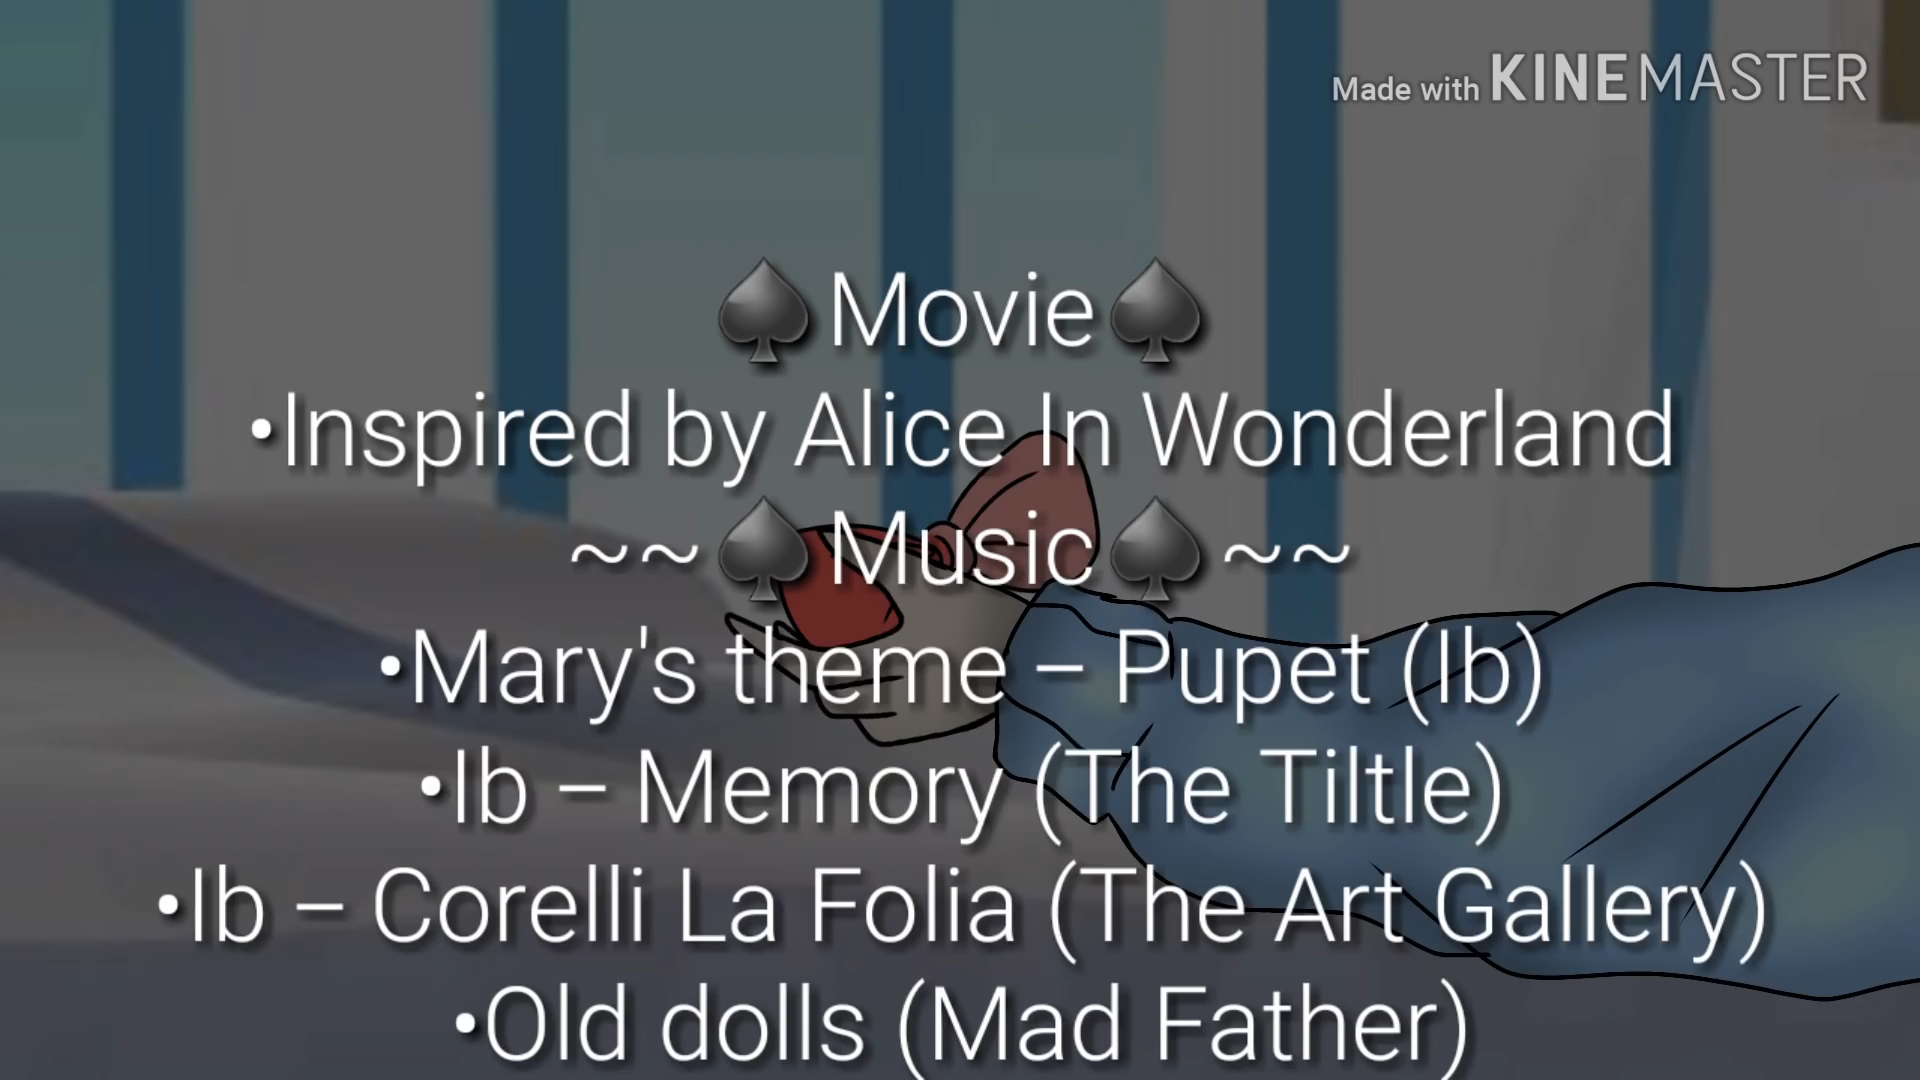 Made with KINEMASTER
♠Movie♠
•Inspired by Alice In Wonderland
~~♠Music♠~~
•Mary's theme – Pupet (Ib)
•Ib – Memory (The Tiltle)
•Ib – Corelli La Folia (The Art Gallery)
•Old dolls (Mad Father)